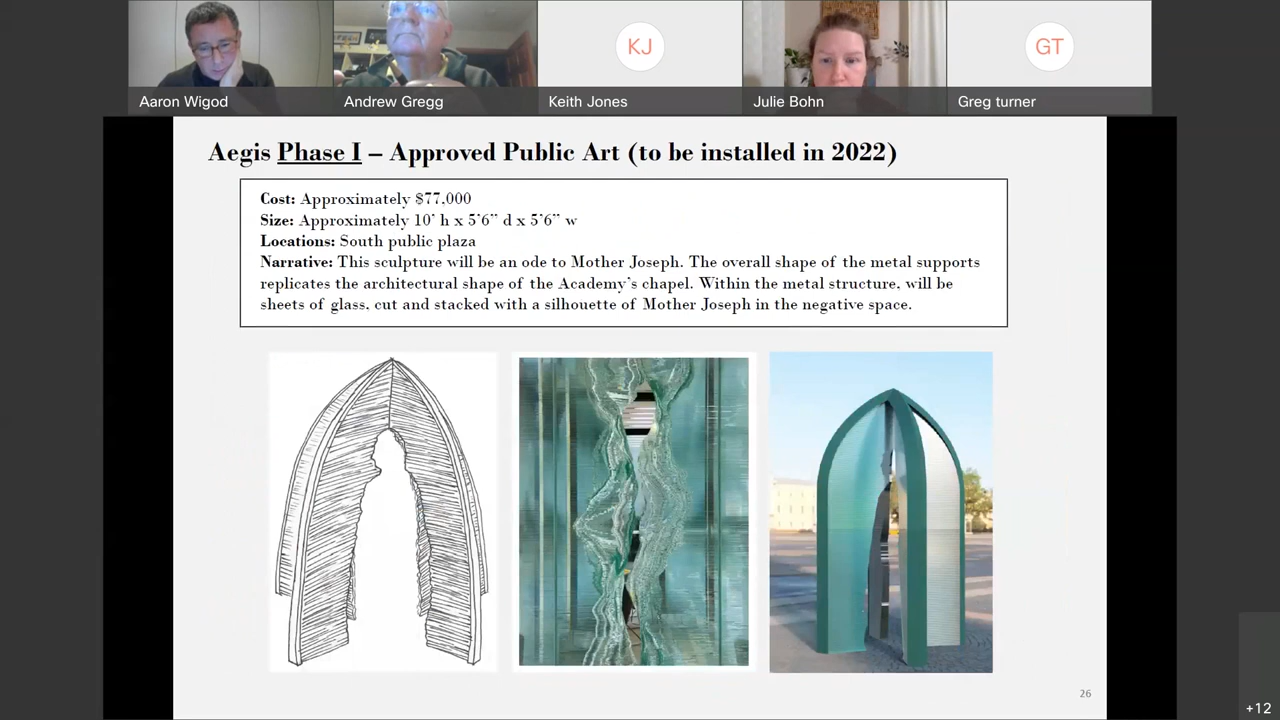 KJ
GT
Aaron Wigod
Andrew Gregg
Keith Jones
Julie Bohn
Greg turner
Aegis Phase I – Approved Public Art (to be installed in 2022)
Cost: Approximately $77,000
Size: Approximately 10' h x 5'6" d x 5'6" w
Locations: South public plaza
Narrative: This sculpture will be an ode to Mother Joseph. The overall shape of the metal supports
replicates the architectural shape of the Academy's chapel. Within the metal structure, will be
sheets of glass, cut and stacked with a silhouette of Mother Joseph in the negative space.
26
+12